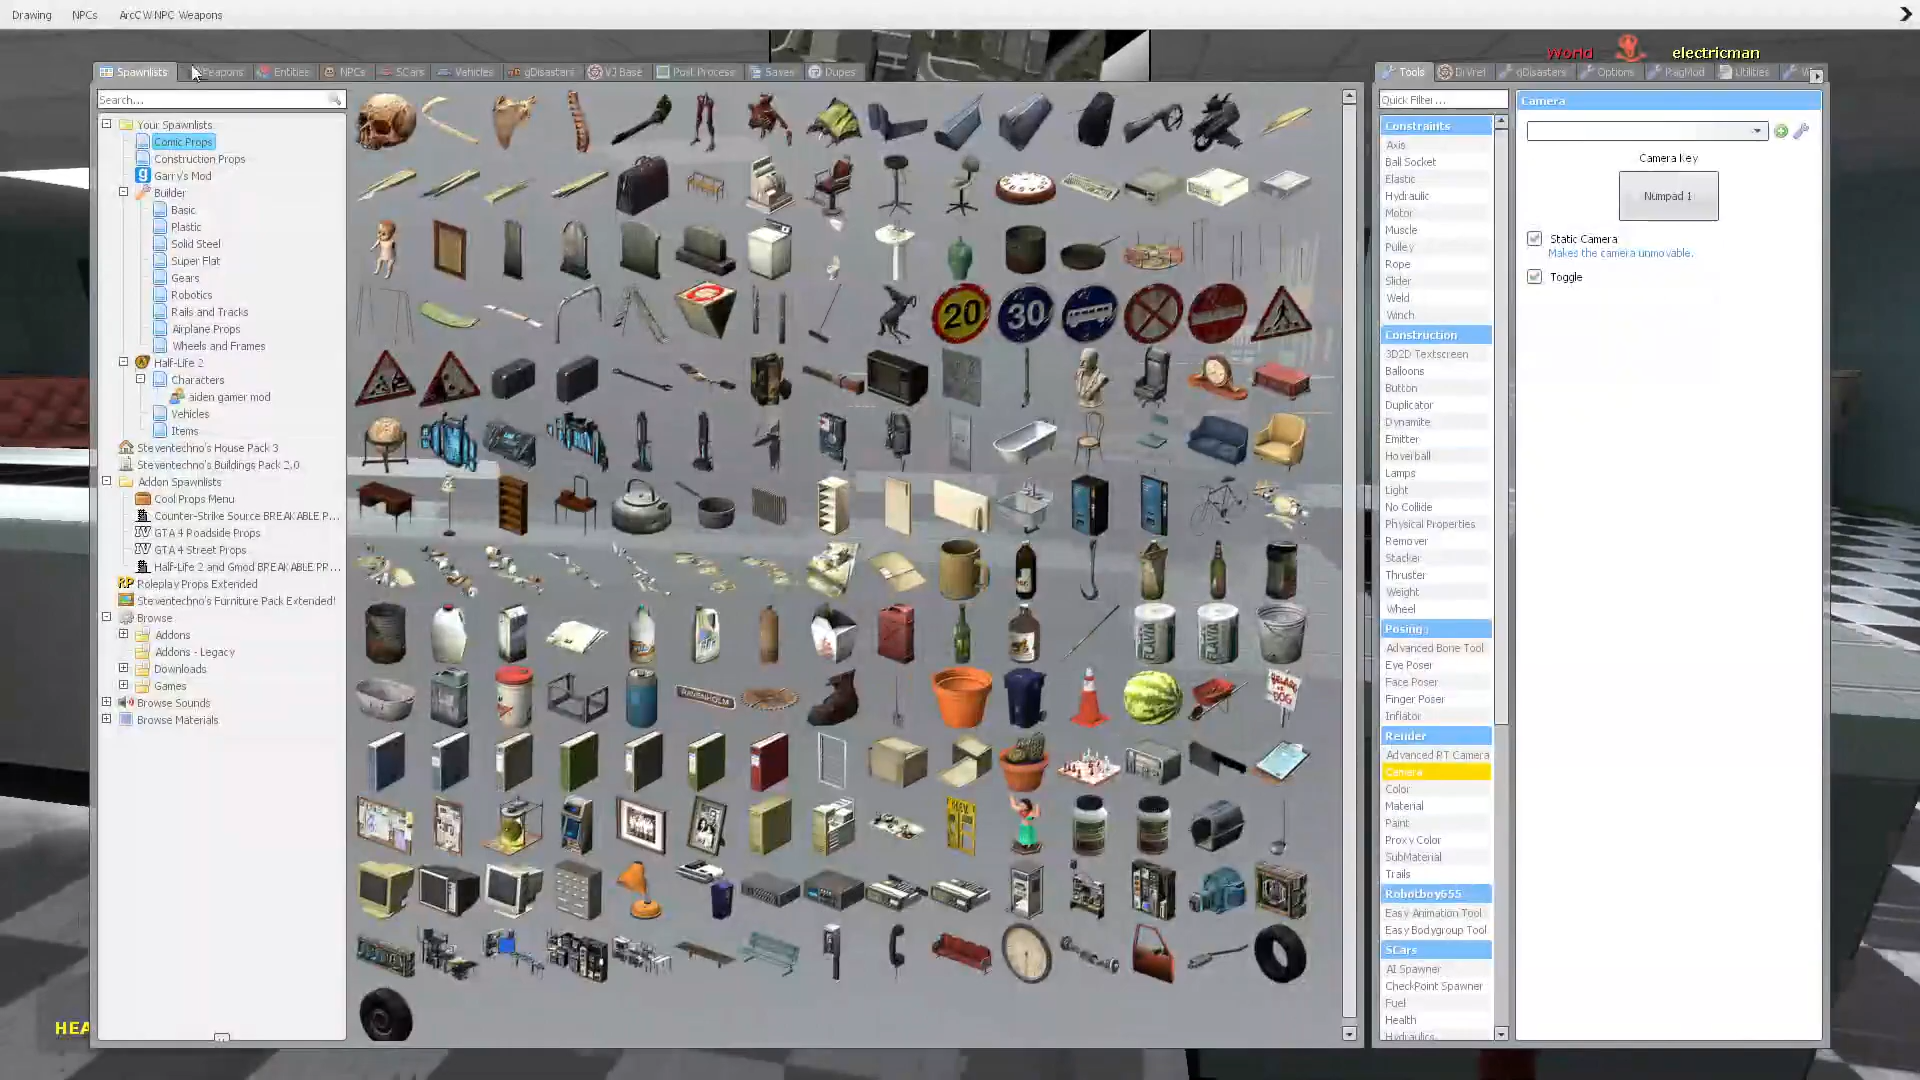 Drawing NPCs ArcCW NPC Weapons
World electricman
Spawnlists Weapons Entities NPCs SCars Vehicles gDisasters VJ Base Post Process Saves Dupes
Tools DrVrej gDisasters Options RagMod Utilities
Search...
Your Spawnlists
Comic Props
Construction Props
Garry's Mod
Builder
Basic
Plastic
Solid Steel
Super Flat
Gears
Robotics
Rails and Tracks
Airplane Props
Wheels and Frames
Half-Life 2
Characters
aiden gamer mod
Vehicles
Items
Steventechno's House Pack 3
Steventechno's Buildings Pack 2.0
Addon Spawnlists
Cool Props Menu
Counter-Strike Source BREAKABLE P...
GTA 4 Roadside Props
GTA 4 Street Props
Half-Life 2 and Gmod BREAKABLE PR...
Roleplay Props Extended
Steventechno's Furniture Pack Extended!
Browse
Addons
Addons - Legacy
Downloads
Games
Browse Sounds
Browse Materials
20
30
RAVENHOLM
Quick Filter...
Constraints
Axis
Ball Socket
Elastic
Hydraulic
Motor
Muscle
Pulley
Rope
Slider
Weld
Winch
Construction
3D2D Textscreen
Balloons
Button
Duplicator
Dynamite
Emitter
Hoverball
Lamps
Light
No Collide
Physical Properties
Remover
Stacker
Thruster
Weight
Wheel
Posing
Advanced Bone Tool
Eye Poser
Face Poser
Finger Poser
Inflator
Render
Advanced RT Camera
Camera
Color
Material
Paint
Proxy Color
SubMaterial
Trails
Robotboy655
Easy Animation Tool
Easy Bodygroup Tool
SCars
AI Spawner
CheckPoint Spawner
Fuel
Health
Hydraulics
Camera
Camera Key
Numpad 1
Static Camera
Makes the camera unmovable.
Toggle
HEA